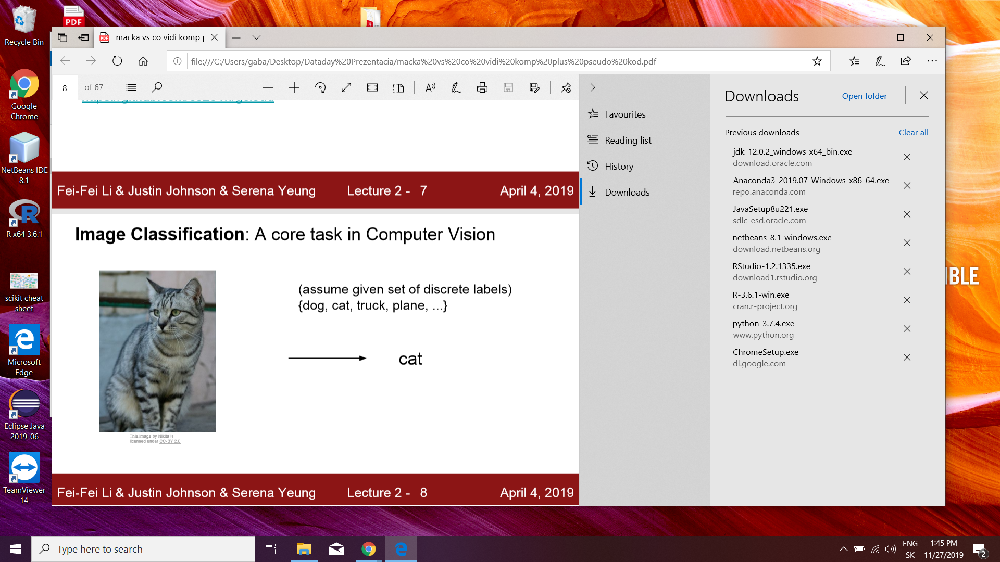 Recycle Bin
PDF
Google
Chrome
NetBeans IDE
8.1
R x64 3.6.1
scikit cheat
sheet
Microsoft
Edge
Eclipse Java
2019-06
TeamViewer
14
PDF
macka vs co vidi komp
file:///C:/Users/gaba/Desktop/Dataday%20Prezentacia/macka%20vs%20co%20vidi%20komp%20plus%20pseudo%20kod.pdf
8 of 67
Fei-Fei Li & Justin Johnson & Serena Yeung Lecture 2 - 7 April 4, 2019
Image Classification: A core task in Computer Vision
(assume given set of discrete labels)
{dog, cat, truck, plane, ...}
cat
This image by Nikita is
licensed under CC-BY 2.0
Fei-Fei Li & Justin Johnson & Serena Yeung Lecture 2 - 8 April 4, 2019
Favourites
Reading list
History
Downloads
Downloads
Open folder
Previous downloads
Clear all
jdk-12.0.2_windows-x64_bin.exe
download.oracle.com
Anaconda3-2019.07-Windows-x86_64.exe
repo.anaconda.com
JavaSetup8u221.exe
sdlc-esd.oracle.com
netbeans-8.1-windows.exe
download.netbeans.org
RStudio-1.2.1335.exe
download1.rstudio.org
R-3.6.1-win.exe
cran.r-project.org
python-3.7.4.exe
www.python.org
ChromeSetup.exe
dl.google.com
IBLE
Type here to search
ENG
SK
1:45 PM
11/27/2019
2